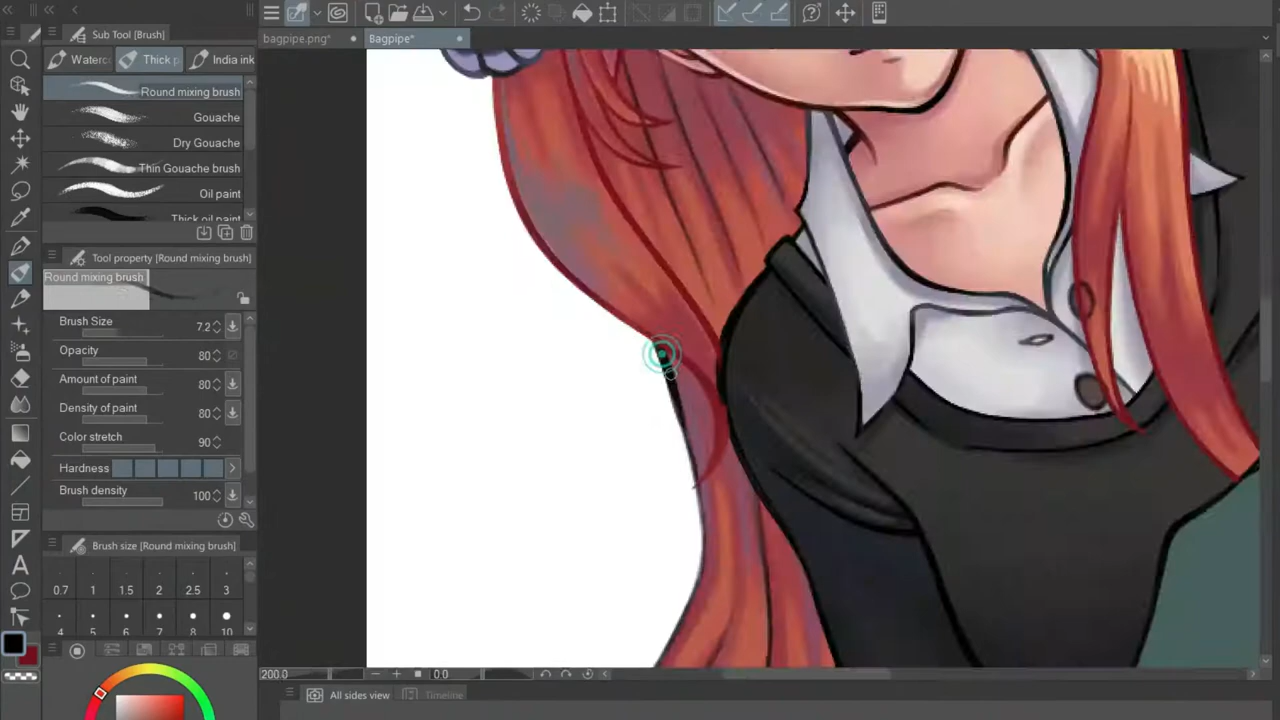 Sub Tool [Brush]
bagpipe.png*
Bagpipe*
Waterc
Thick p
India ink
Round mixing brush
Gouache
Dry Gouache
Thin Gouache brush
Oil paint
Thick oil paint
Tool property [Round mixing brush]
Round mixing brush
Brush Size 7.2
Opacity 80
Amount of paint 80
Density of paint 80
Color stretch 90
Hardness
Brush density 100
Brush size [Round mixing brush]
0.7 1 1.5 2 2.5 3
4 5 6 7 8 10
200.0 0.0
All sides view Timeline